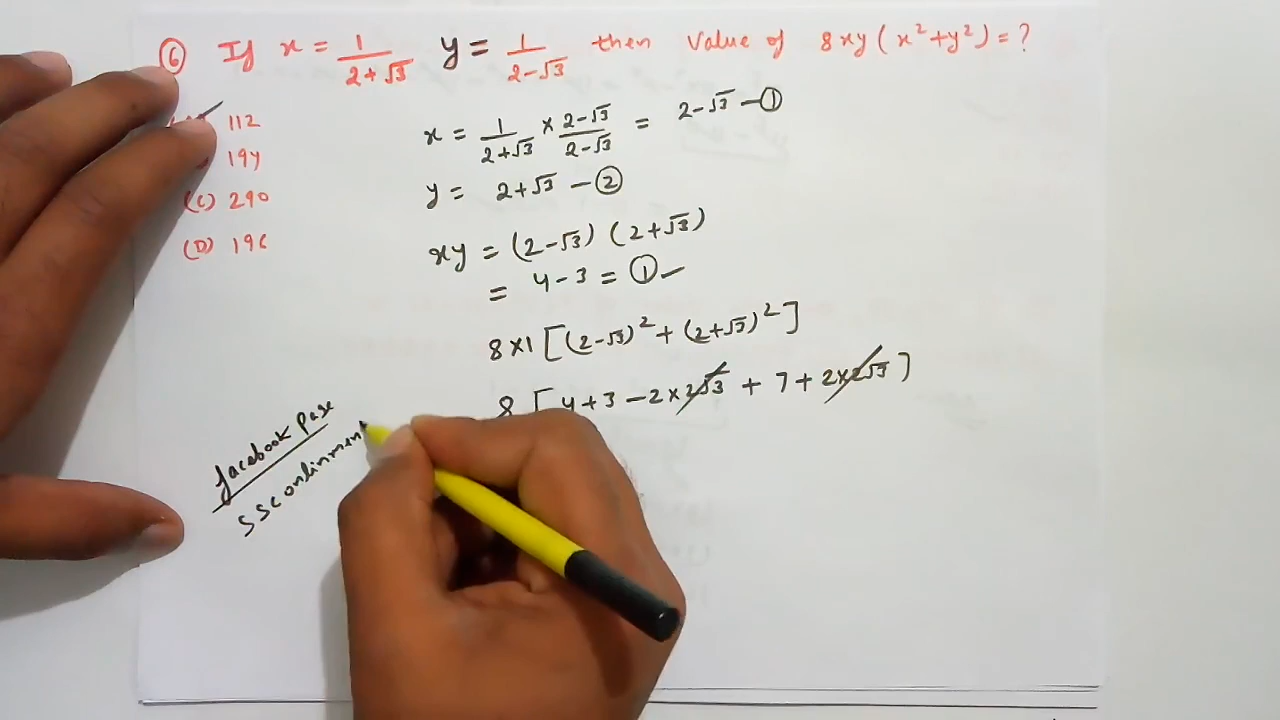 ⑥ If x = 1/(2+√3) y = 1/(2-√3) then Value of 8xy(x²+y²) = ?
112
194
(C) 290
(D) 196
x = 1/(2+√3) × (2-√3)/(2-√3) = 2-√3 —①
y = 2+√3 —②
xy = (2-√3) (2+√3)
= 4-3 = ①
8×1 [(2-√3)² + (2+√3)²]
8 [4+3 -2×2√3 + 7 + 2×2√3]
facebook page